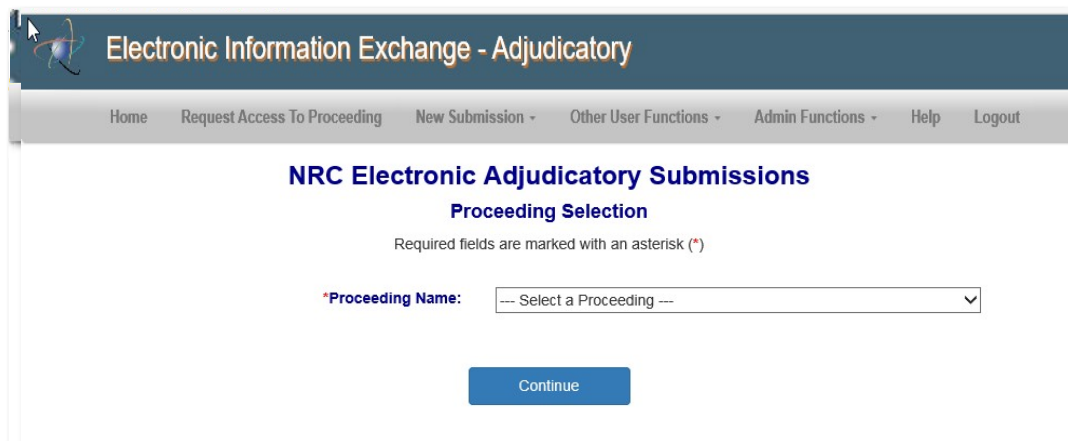 Electronic Information Exchange - Adjudicatory
Home Request Access To Proceeding New Submission - Other User Functions - Admin Functions - Help Logout
NRC Electronic Adjudicatory Submissions
Proceeding Selection
Required fields are marked with an asterisk (*)
*Proceeding Name: --- Select a Proceeding ---
Continue